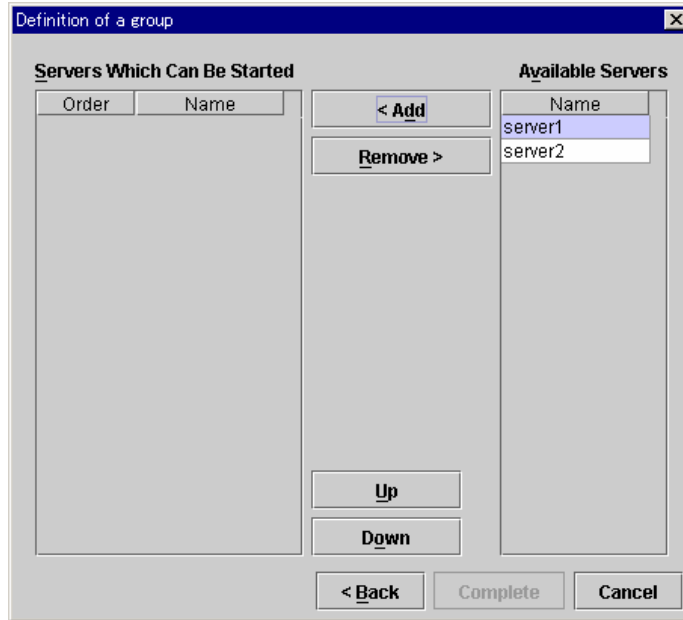 Definition of a group
Servers Which Can Be Started
Available Servers
Order Name
< Add
Name
server1
Remove >
server2
Up
Down
< Back Complete Cancel